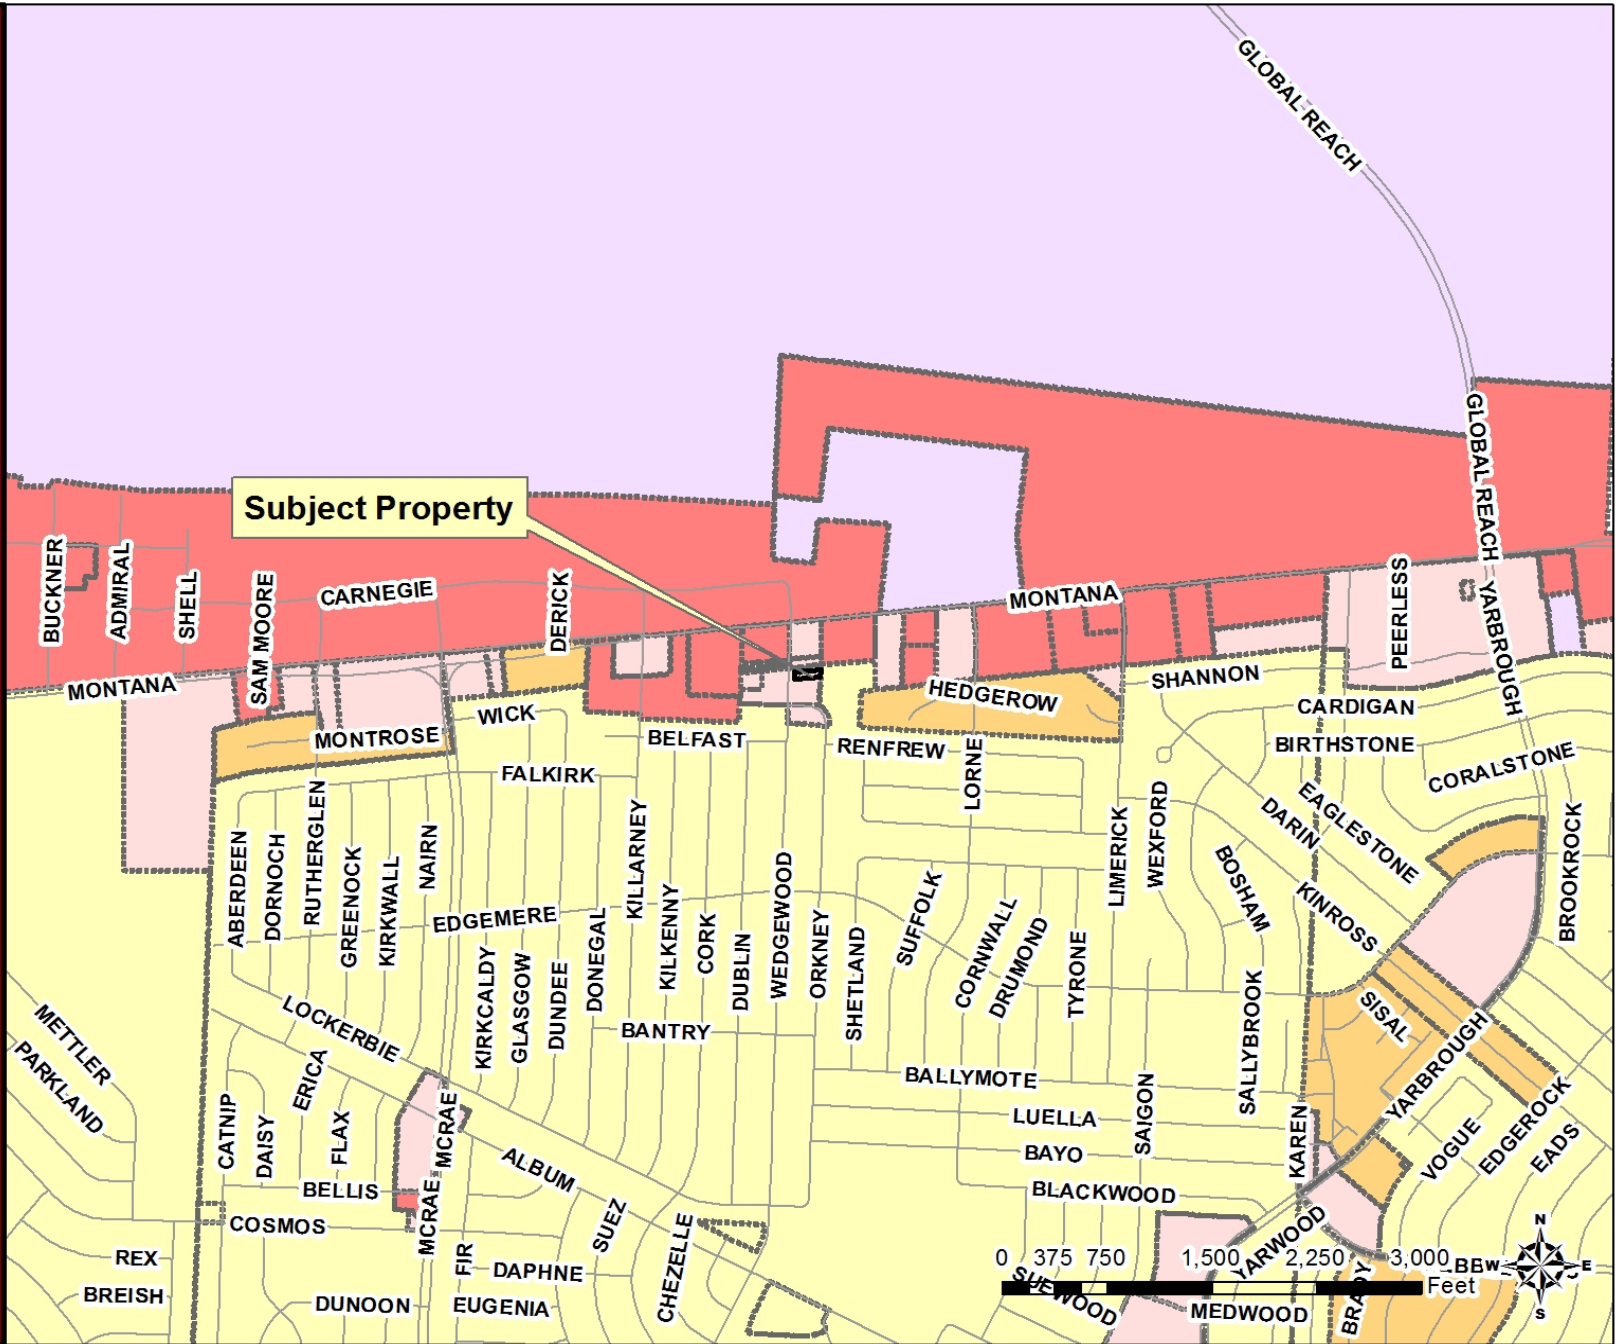 GLOBAL REACH
GLOBAL REACH
Subject Property
BUCKNER
ADMIRAL
SHELL
SAM MOORE
CARNEGIE
DERICK
MONTANA
PEERLESS
YARBROUGH
MONTANA
SHANNON
HEDGEROW
CARDIGAN
WICK
MONTROSE
BELFAST
RENFREW
BIRTHSTONE
FALKIRK
LORNE
CORALSTONE
ABERDEEN
DORNOCH
RUTHERGLEN
GREENOCK
KIRKWALL
NAIRN
KILLARNEY
LIMERICK
WEXFORD
DARIN
EAGLESTONE
BROOKROCK
EDGEMERE
KIRKCALDY
GLASGOW
DUNDEE
DONEGAL
KILKENNY
CORK
DUBLIN
WEDGEWOOD
ORKNEY
SHETLAND
SUFFOLK
CORNWALL
DRUMOND
TYRONE
BOSHAM
KINROSS
SALLYBROOK
SISAL
METTLER
PARKLAND
LOCKERBIE
BANTRY
BALLYMOTE
YARBROUGH
ERICA
CATNIP
DAISY
FLAX
MCRAE
LUELLA
SAIGON
KAREN
VOGUE
EDGEROCK
EADS
BAYO
ALBUM
BELLIS
BLACKWOOD
MCRAE
COSMOS
SUEZ
CHEZELLE
YARWOOD
REX
FIR
DAPHNE
BREISH
DUNOON
EUGENIA
SUEWOOD
MEDWOOD
BRADY
0 375 750 1,500 2,250 3,000
Feet
N
W E
S